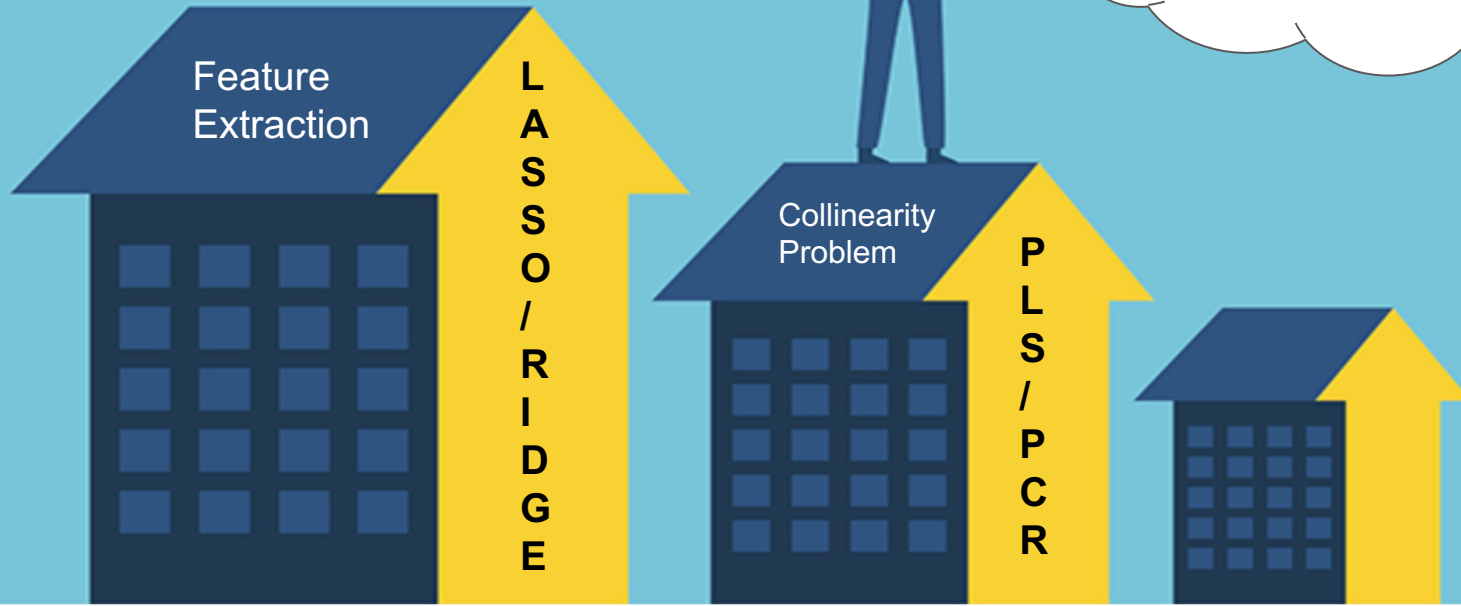 Feature
Extraction
LASSO/RIDGE
Collinearity
Problem
PLS/PCR